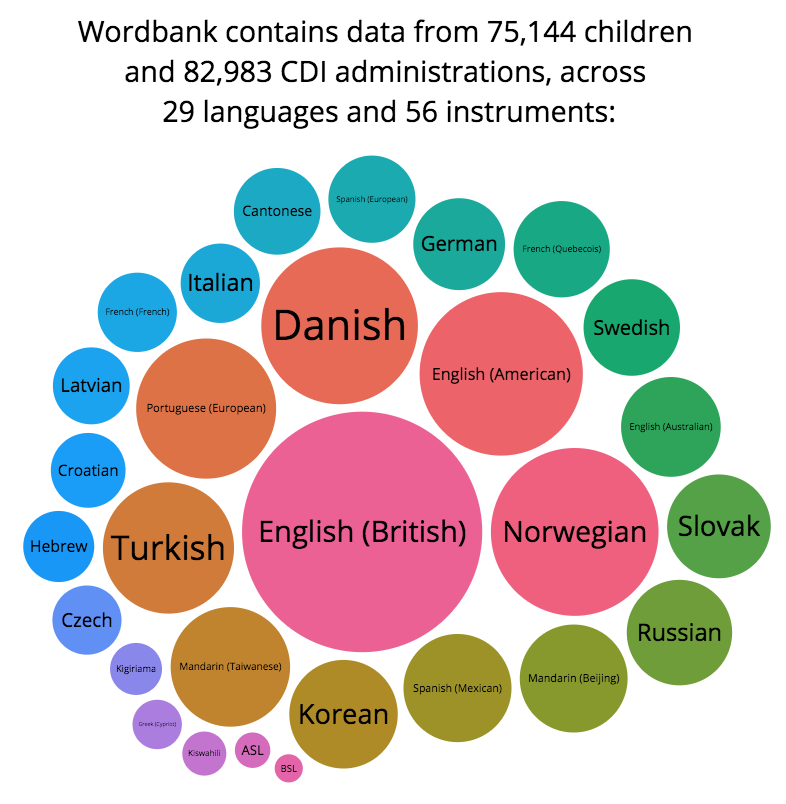 Wordbank contains data from 75,144 children
and 82,983 CDI administrations, across
29 languages and 56 instruments:
Spanish (European)
Cantonese
German
French (Quebecois)
Italian
French (French)
Danish
Swedish
English (American)
Latvian
Portuguese (European)
English (Australian)
Croatian
Slovak
English (British)
Norwegian
Hebrew
Turkish
Czech
Russian
Kigiriama
Mandarin (Taiwanese)
Mandarin (Beijing)
Spanish (Mexican)
Korean
Greek (Cypriot)
Kiswahili
ASL
BSL